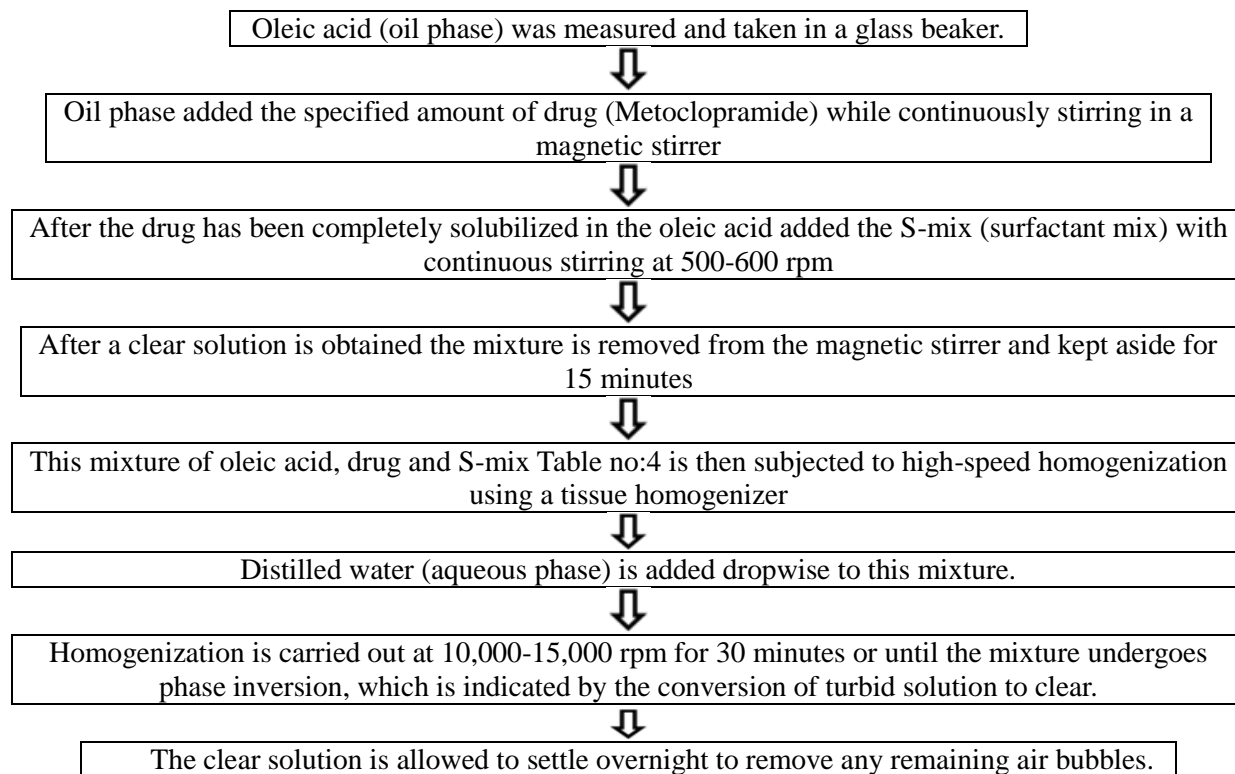 Oleic acid (oil phase) was measured and taken in a glass beaker.
Oil phase added the specified amount of drug (Metoclopramide) while continuously stirring in a
magnetic stirrer
After the drug has been completely solubilized in the oleic acid added the S-mix (surfactant mix) with
continuous stirring at 500-600 rpm
After a clear solution is obtained the mixture is removed from the magnetic stirrer and kept aside for
15 minutes
This mixture of oleic acid, drug and S-mix Table no:4 is then subjected to high-speed homogenization
using a tissue homogenizer
Distilled water (aqueous phase) is added dropwise to this mixture.
Homogenization is carried out at 10,000-15,000 rpm for 30 minutes or until the mixture undergoes
phase inversion, which is indicated by the conversion of turbid solution to clear.
The clear solution is allowed to settle overnight to remove any remaining air bubbles.